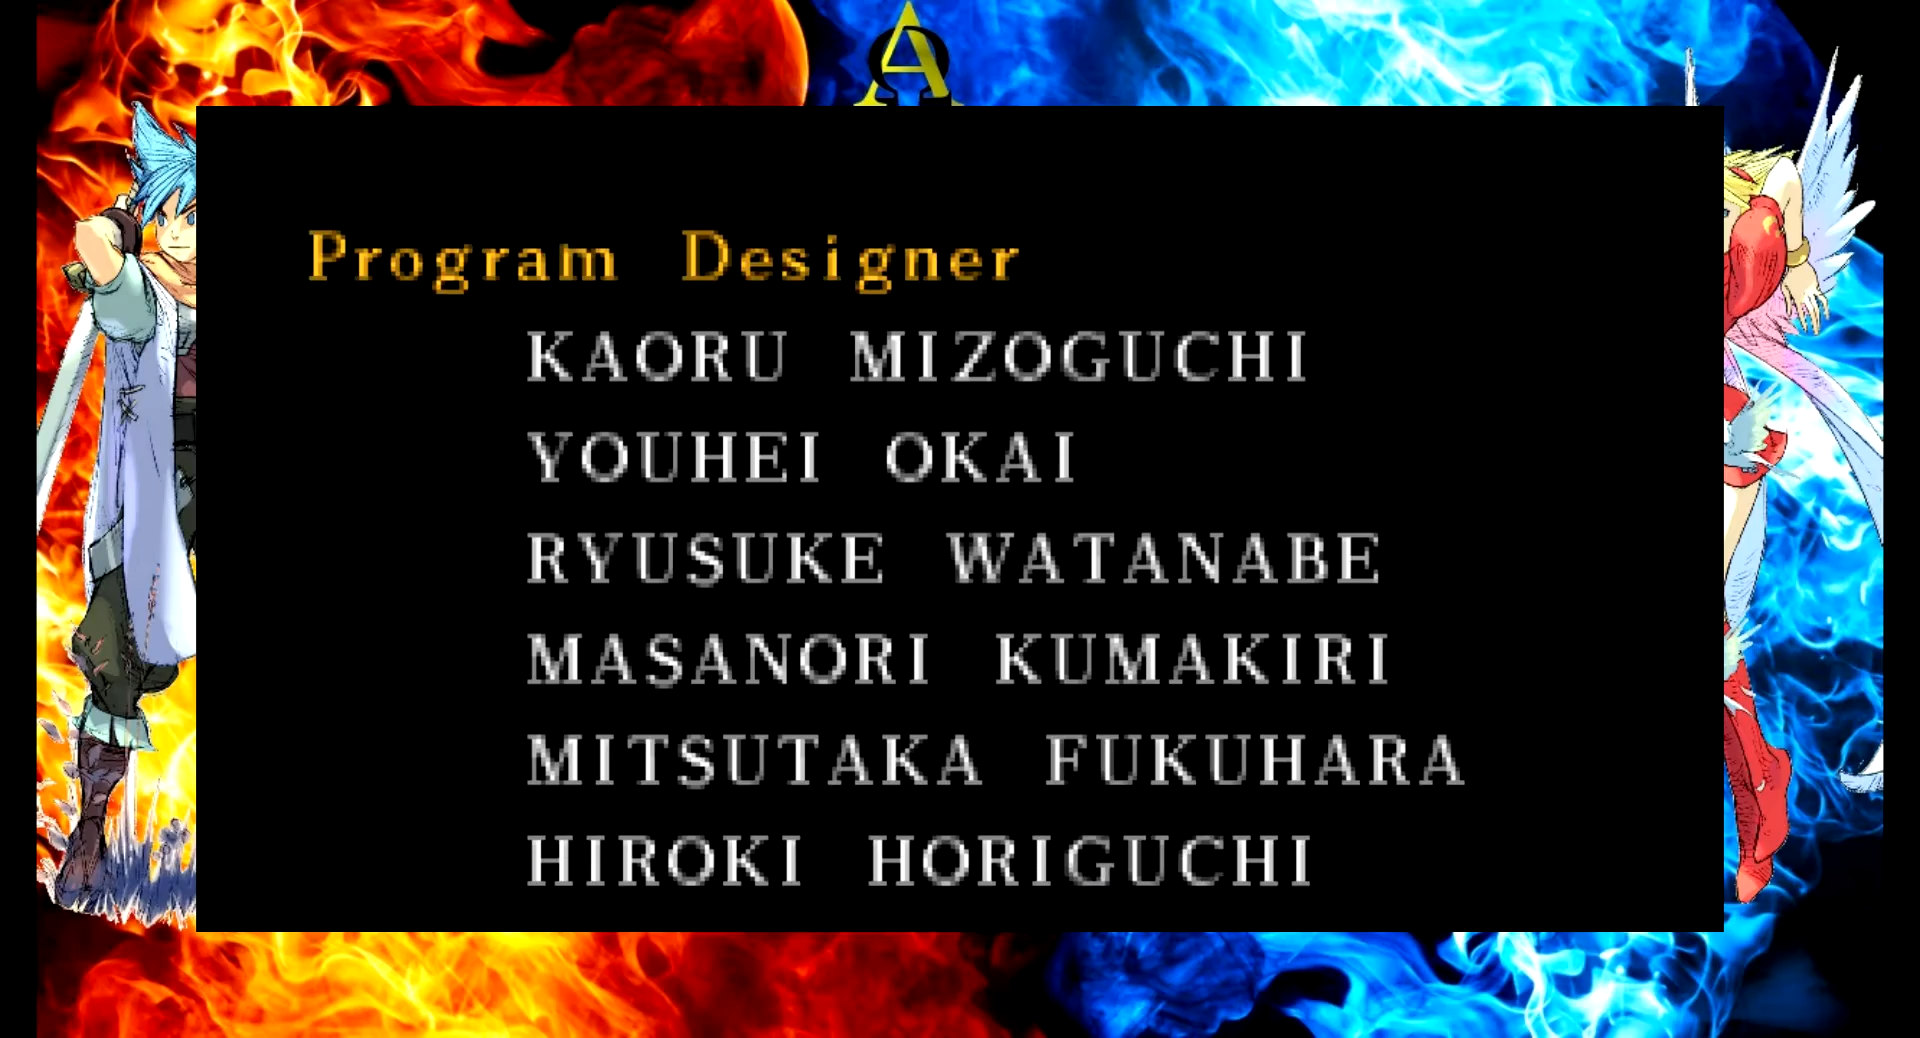 Program Designer
KAORU MIZOGUCHI
YOUHEI OKAI
RYUSUKE WATANABE
MASANORI KUMAKIRI
MITSUTAKA FUKUHARA
HIROKI HORIGUCHI